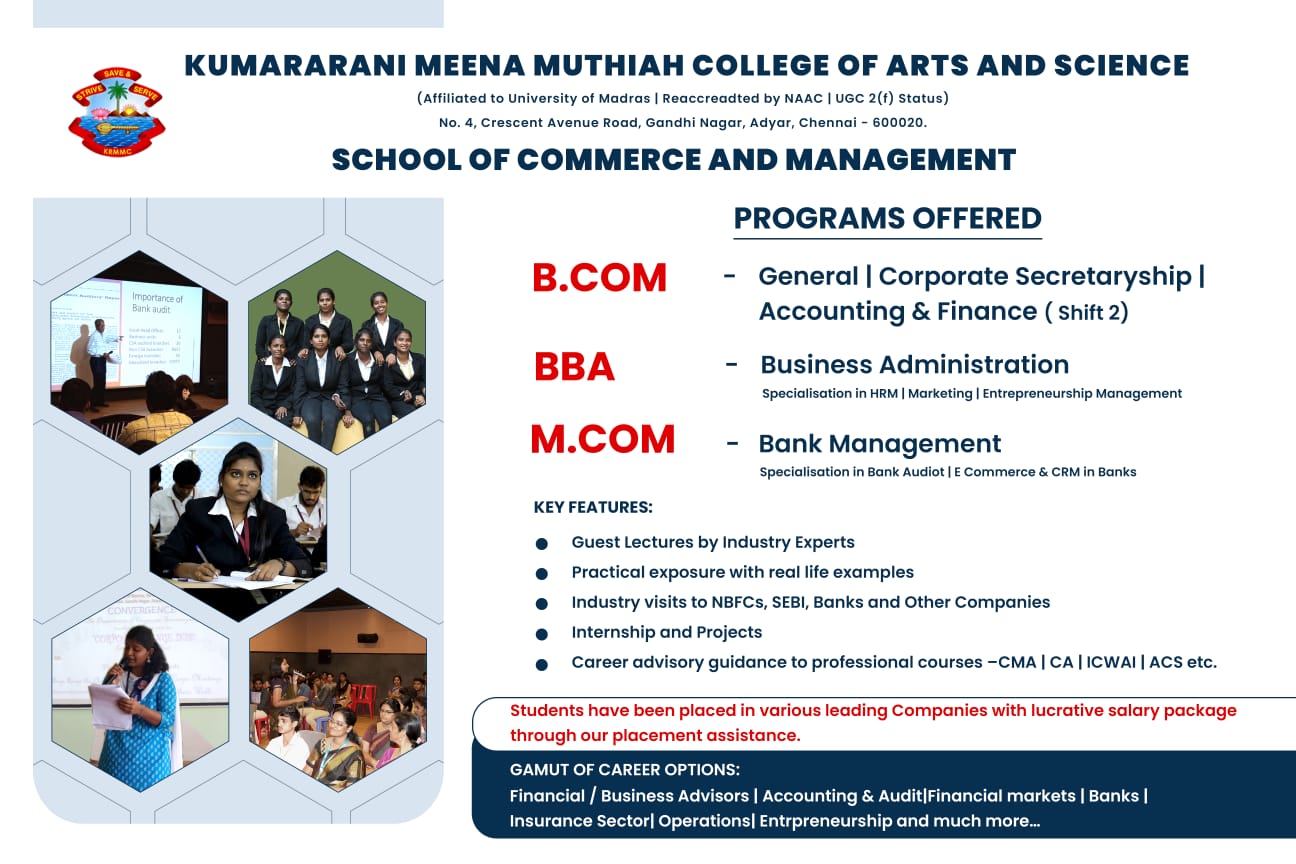 SAVE &
STRIVE SERVE
KRMMC
KUMARARANI MEENA MUTHIAH COLLEGE OF ARTS AND SCIENCE
(Affiliated to University of Madras | Reaccreadted by NAAC | UGC 2(f) Status)
No. 4, Crescent Avenue Road, Gandhi Nagar, Adyar, Chennai - 600020.
SCHOOL OF COMMERCE AND MANAGEMENT
Importance of
Bank audit
CONVERGENCE
PROGRAMS OFFERED
B.COM - General | Corporate Secretaryship |
Accounting & Finance ( Shift 2)
BBA - Business Administration
Specialisation in HRM | Marketing | Entrepreneurship Management
M.COM - Bank Management
Specialisation in Bank Audiot | E Commerce & CRM in Banks
KEY FEATURES:
● Guest Lectures by Industry Experts
● Practical exposure with real life examples
● Industry visits to NBFCs, SEBI, Banks and Other Companies
● Internship and Projects
● Career advisory guidance to professional courses –CMA | CA | ICWAI | ACS etc.
Students have been placed in various leading Companies with lucrative salary package
through our placement assistance.
GAMUT OF CAREER OPTIONS:
Financial / Business Advisors | Accounting & Audit|Financial markets | Banks |
Insurance Sector| Operations| Entrpreneurship and much more...